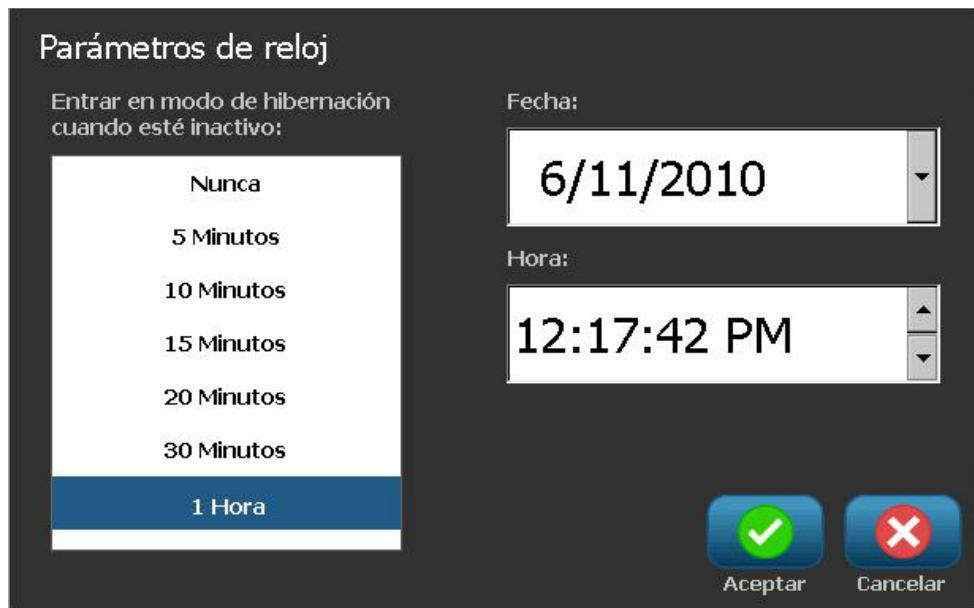 Parámetros de reloj
Entrar en modo de hibernación
cuando esté inactivo:
Nunca
5 Minutos
10 Minutos
15 Minutos
20 Minutos
30 Minutos
1 Hora
Fecha:
6/11/2010
Hora:
12:17:42 PM
Aceptar
Cancelar